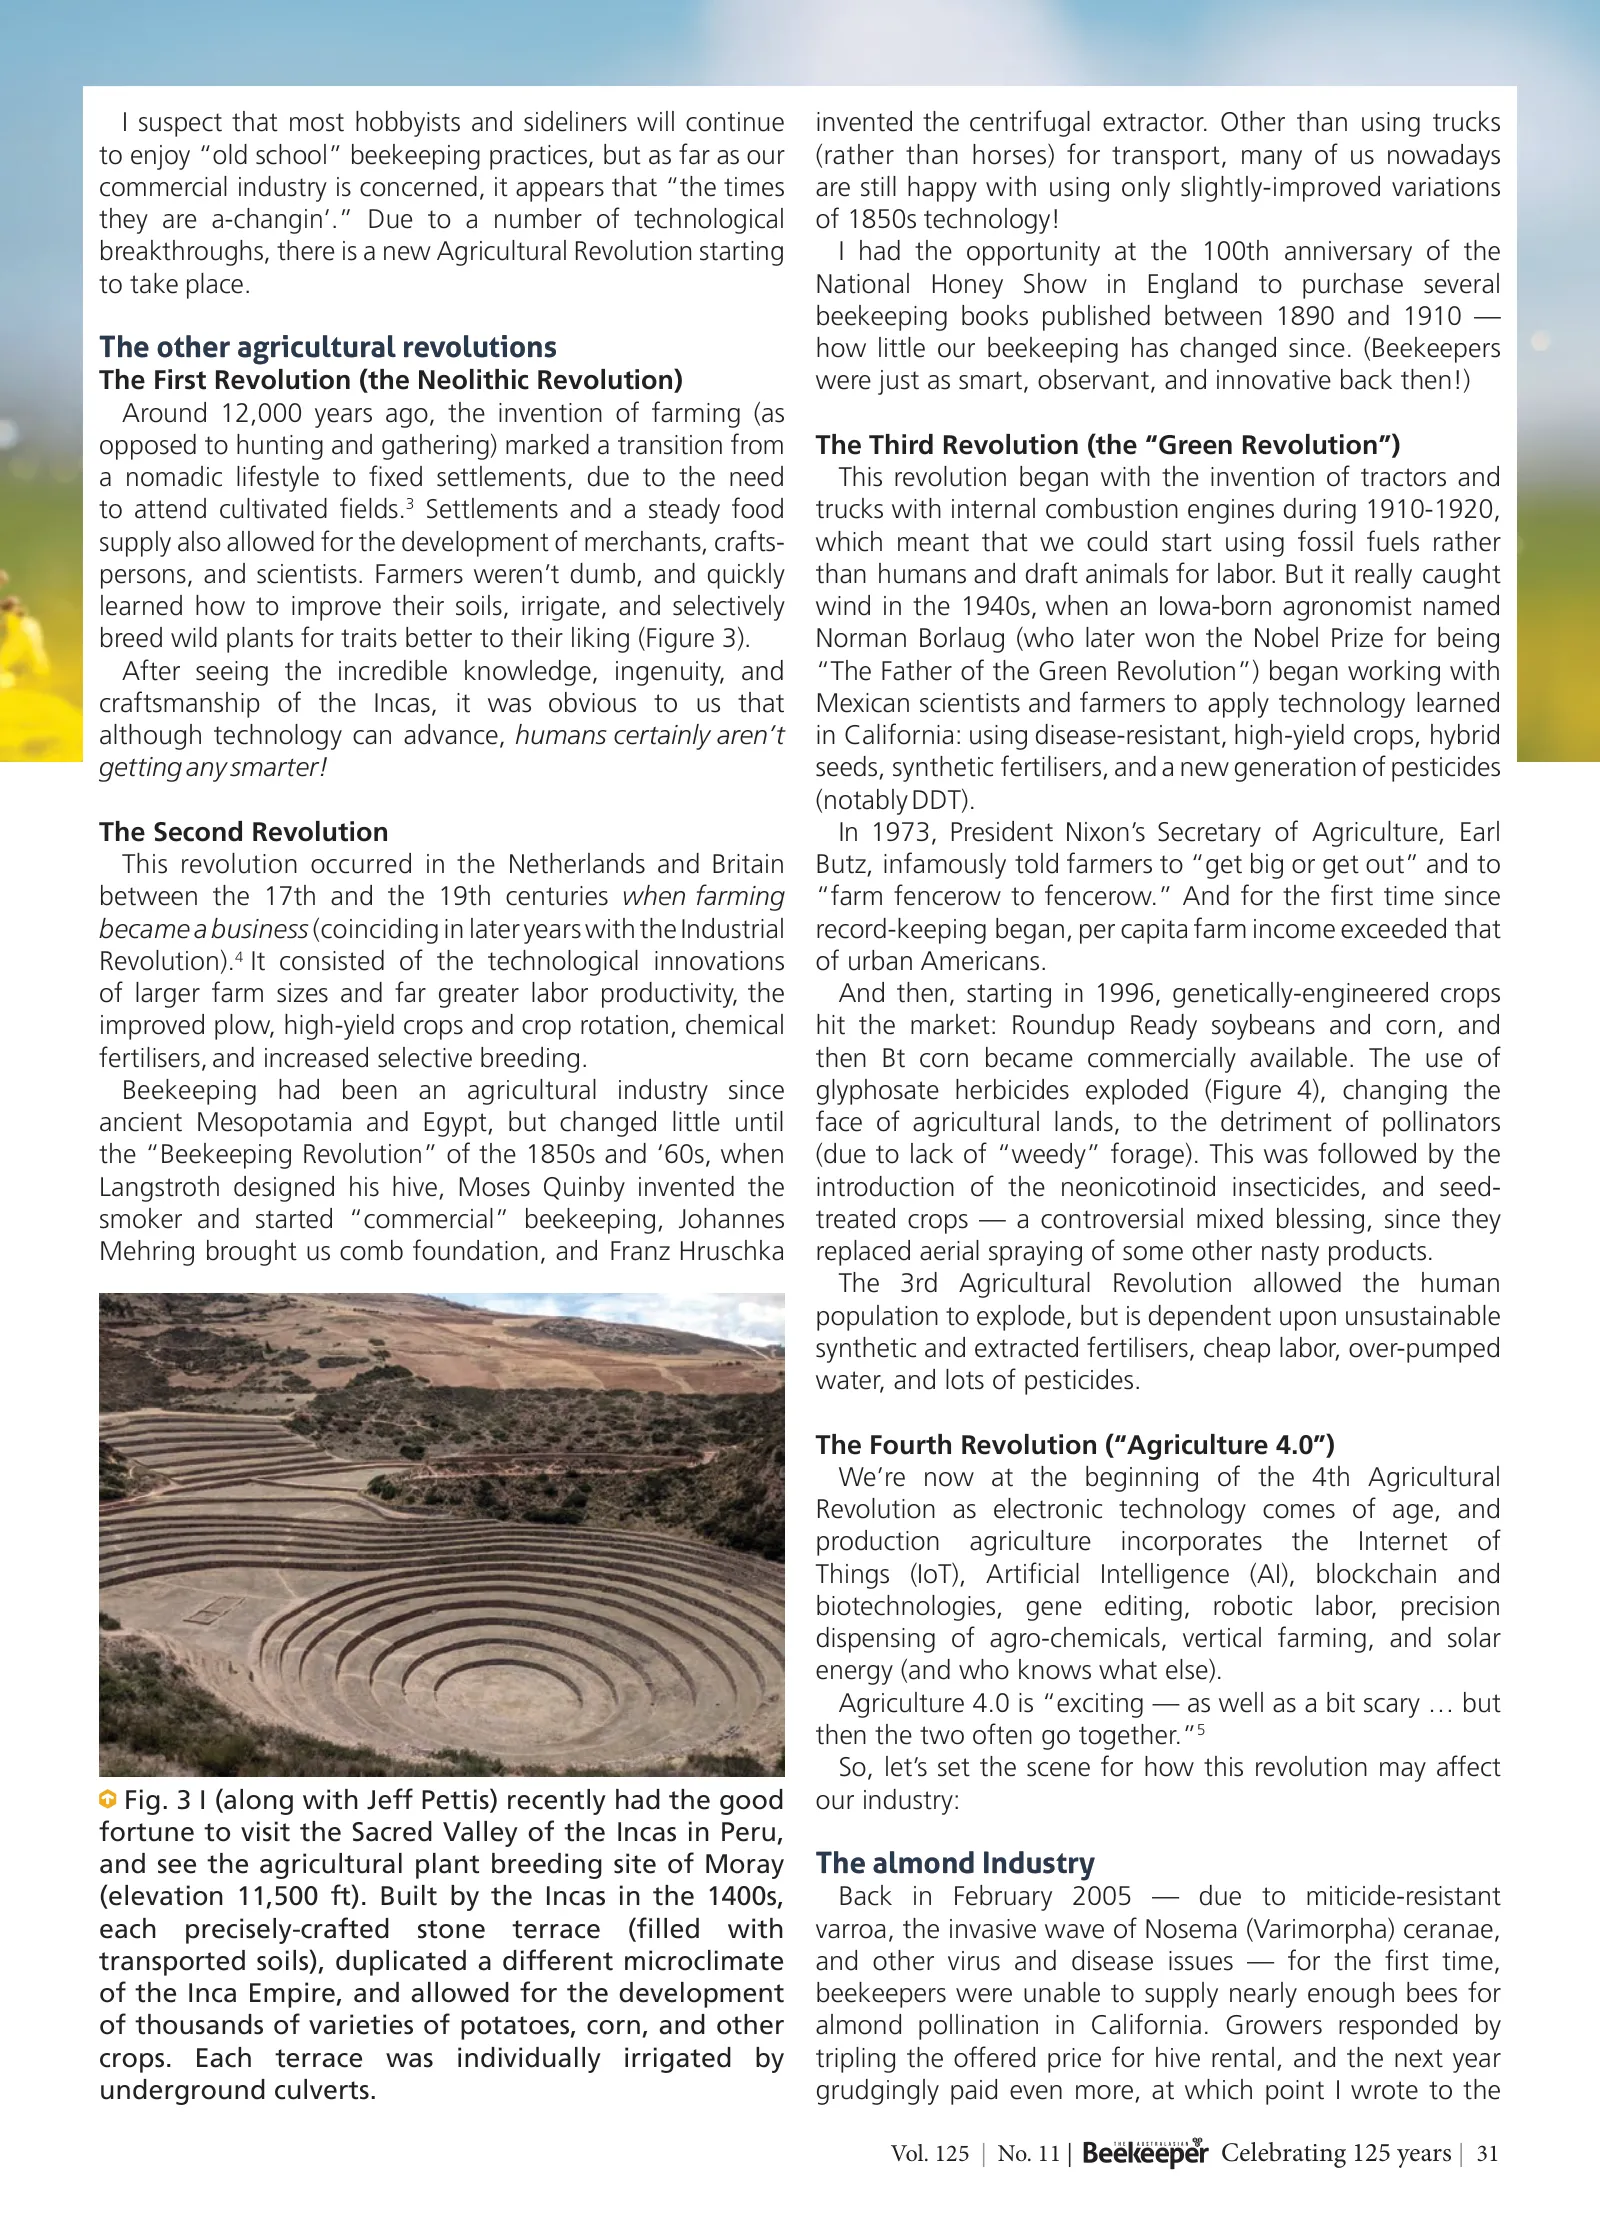 I suspect that most hobbyists and sideliners will continue
to enjoy “old school” beekeeping practices, but as far as our
commercial industry is concerned, it appears that “the times
they are a-changin’.” Due to a number of technological
breakthroughs, there is a new Agricultural Revolution starting
to take place.
The other agricultural revolutions
The First Revolution (the Neolithic Revolution)
Around 12,000 years ago, the invention of farming (as
opposed to hunting and gathering) marked a transition from
a nomadic lifestyle to fixed settlements, due to the need
to attend cultivated fields.³ Settlements and a steady food
supply also allowed for the development of merchants, crafts-
persons, and scientists. Farmers weren’t dumb, and quickly
learned how to improve their soils, irrigate, and selectively
breed wild plants for traits better to their liking (Figure 3).
After seeing the incredible knowledge, ingenuity, and
craftsmanship of the Incas, it was obvious to us that
although technology can advance, humans certainly aren’t
getting any smarter!
The Second Revolution
This revolution occurred in the Netherlands and Britain
between the 17th and the 19th centuries when farming
became a business (coinciding in later years with the Industrial
Revolution).⁴ It consisted of the technological innovations
of larger farm sizes and far greater labor productivity, the
improved plow, high-yield crops and crop rotation, chemical
fertilisers, and increased selective breeding.
Beekeeping had been an agricultural industry since
ancient Mesopotamia and Egypt, but changed little until
the “Beekeeping Revolution” of the 1850s and ‘60s, when
Langstroth designed his hive, Moses Quinby invented the
smoker and started “commercial” beekeeping, Johannes
Mehring brought us comb foundation, and Franz Hruschka
Fig. 3 I (along with Jeff Pettis) recently had the good
fortune to visit the Sacred Valley of the Incas in Peru,
and see the agricultural plant breeding site of Moray
(elevation 11,500 ft). Built by the Incas in the 1400s,
each precisely-crafted stone terrace (filled with
transported soils), duplicated a different microclimate
of the Inca Empire, and allowed for the development
of thousands of varieties of potatoes, corn, and other
crops. Each terrace was individually irrigated by
underground culverts.
invented the centrifugal extractor. Other than using trucks
(rather than horses) for transport, many of us nowadays
are still happy with using only slightly-improved variations
of 1850s technology!
I had the opportunity at the 100th anniversary of the
National Honey Show in England to purchase several
beekeeping books published between 1890 and 1910 —
how little our beekeeping has changed since. (Beekeepers
were just as smart, observant, and innovative back then!)
The Third Revolution (the “Green Revolution”)
This revolution began with the invention of tractors and
trucks with internal combustion engines during 1910-1920,
which meant that we could start using fossil fuels rather
than humans and draft animals for labor. But it really caught
wind in the 1940s, when an Iowa-born agronomist named
Norman Borlaug (who later won the Nobel Prize for being
“The Father of the Green Revolution”) began working with
Mexican scientists and farmers to apply technology learned
in California: using disease-resistant, high-yield crops, hybrid
seeds, synthetic fertilisers, and a new generation of pesticides
(notably DDT).
In 1973, President Nixon’s Secretary of Agriculture, Earl
Butz, infamously told farmers to “get big or get out” and to
“farm fencerow to fencerow.” And for the first time since
record-keeping began, per capita farm income exceeded that
of urban Americans.
And then, starting in 1996, genetically-engineered crops
hit the market: Roundup Ready soybeans and corn, and
then Bt corn became commercially available. The use of
glyphosate herbicides exploded (Figure 4), changing the
face of agricultural lands, to the detriment of pollinators
(due to lack of “weedy” forage). This was followed by the
introduction of the neonicotinoid insecticides, and seed-
treated crops — a controversial mixed blessing, since they
replaced aerial spraying of some other nasty products.
The 3rd Agricultural Revolution allowed the human
population to explode, but is dependent upon unsustainable
synthetic and extracted fertilisers, cheap labor, over-pumped
water, and lots of pesticides.
The Fourth Revolution (“Agriculture 4.0”)
We’re now at the beginning of the 4th Agricultural
Revolution as electronic technology comes of age, and
production agriculture incorporates the Internet of
Things (IoT), Artificial Intelligence (AI), blockchain and
biotechnologies, gene editing, robotic labor, precision
dispensing of agro-chemicals, vertical farming, and solar
energy (and who knows what else).
Agriculture 4.0 is “exciting — as well as a bit scary … but
then the two often go together.”⁵
So, let’s set the scene for how this revolution may affect
our industry:
The almond Industry
Back in February 2005 — due to miticide-resistant
varroa, the invasive wave of Nosema (Varimorpha) ceranae,
and other virus and disease issues — for the first time,
beekeepers were unable to supply nearly enough bees for
almond pollination in California. Growers responded by
tripling the offered price for hive rental, and the next year
grudgingly paid even more, at which point I wrote to the
Vol. 125 | No. 11 | THE AUSTRALASIAN Beekeeper Celebrating 125 years | 31